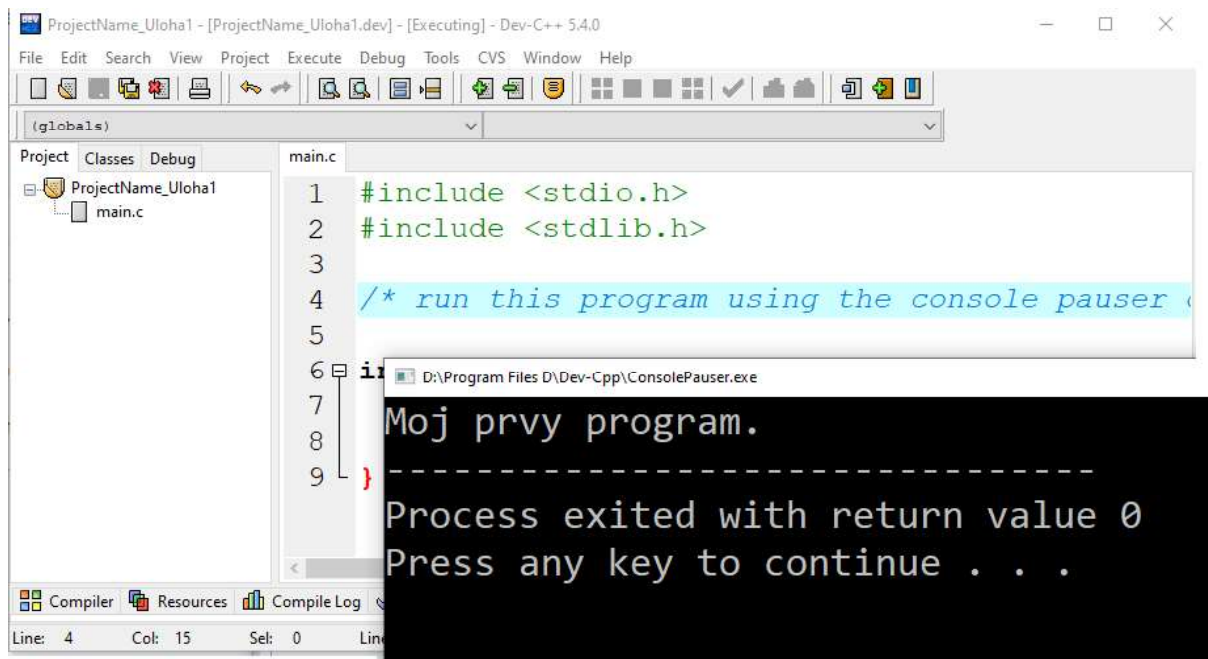 ProjectName_Uloha1 - [ProjectName_Uloha1.dev] - [Executing] - Dev-C++ 5.4.0
File Edit Search View Project Execute Debug Tools CVS Window Help
(globals)
Project Classes Debug
main.c
ProjectName_Uloha1
main.c
1 #include <stdio.h>
2 #include <stdlib.h>
3
4 /* run this program using the console pauser
5
6
7
8
9 }
D:\Program Files D\Dev-Cpp\ConsolePauser.exe
Moj prvy program.
----------------------------------
Process exited with return value 0
Press any key to continue . . .
Compiler Resources Compile Log
Line: 4 Col: 15 Sel: 0